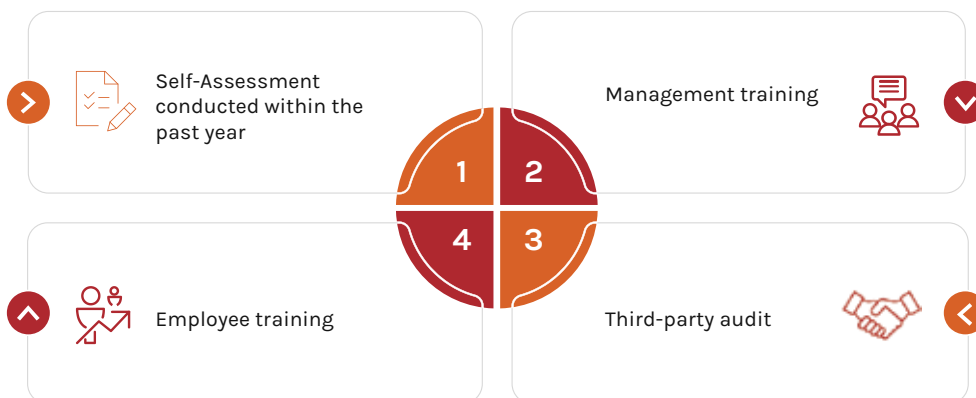 Self-Assessment
conducted within the
past year
Management training
1
2
4
3
Employee training
Third-party audit